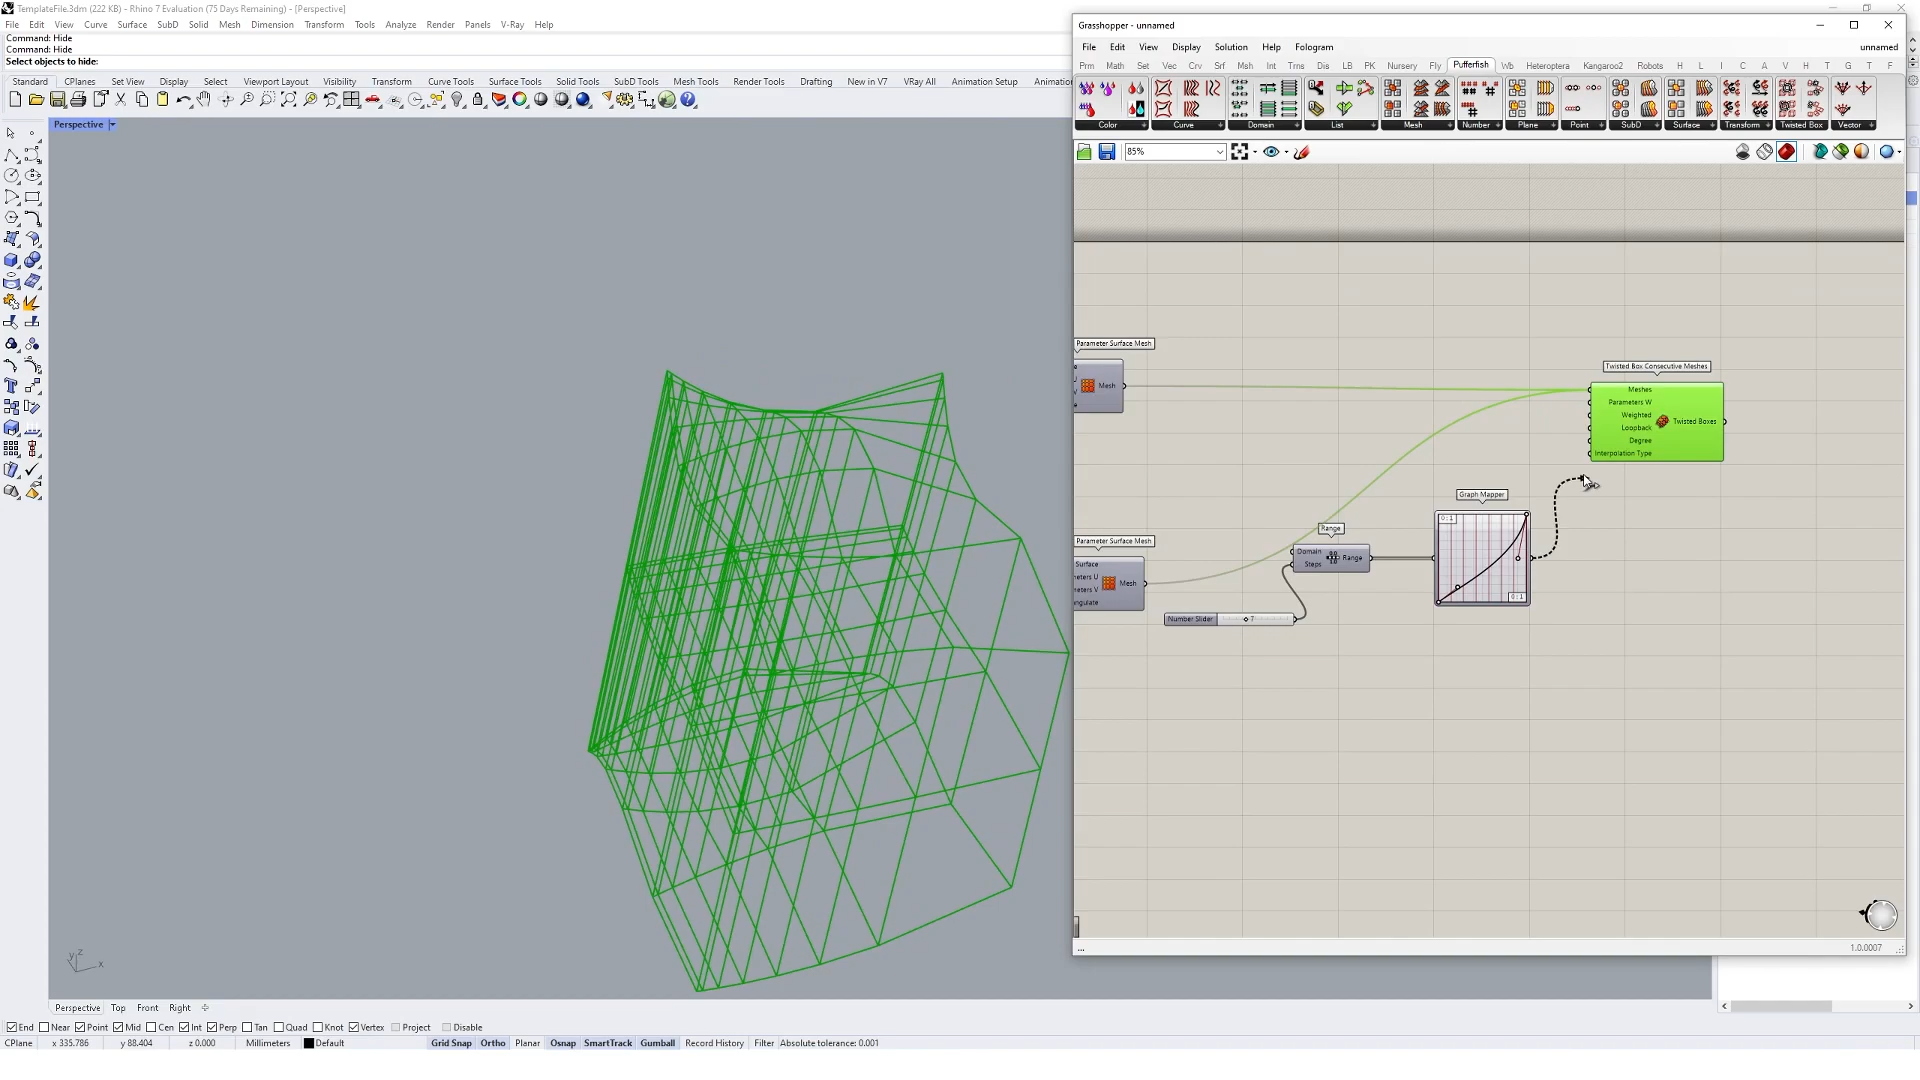 TemplateFile.3dm (222 KB) - Rhino 7 Evaluation (75 Days Remaining) - [Perspective]
File Edit View Curve Surface SubD Solid Mesh Dimension Transform Tools Analyze Render Panels V-Ray Help
Command: Hide
Command: Hide
Select objects to hide:
Standard CPlanes Set View Display Select Viewport Layout Visibility Transform Curve Tools Surface Tools Solid Tools SubD Tools Mesh Tools Render Tools Drafting New in V7 VRay All Animation Setup Animation
Perspective
Grasshopper - unnamed
File Edit View Display Solution Help Fologram unnamed
Prm Math Set Vec Crv Srf Msh Int Trns Dis LB PK Nursery Fly Pufferfish Wb Heteroptera Kangaroo2 Robots H L I C A V H T G T F
Color Curve Domain List Mesh Number Plane Point SubD Surface Transform Twisted Box Vector
85%
Parameter Surface Mesh
Mesh
Twisted Box Consecutive Meshes
Meshes
Parameters W
Weighted
Loopback
Degree
Interpolation Type
Twisted Boxes
Graph Mapper
0:1
0:1
Range
Domain
Steps
Range
Parameter Surface Mesh
Surface
meters U
meters V
ngulate
Mesh
Number Slider 7
1.0.0007
z
y
x
Perspective Top Front Right
End Near Point Mid Cen Int Perp Tan Quad Knot Vertex Project Disable
CPlane x 335.786 y 88.404 z 0.000 Millimeters Default Grid Snap Ortho Planar Osnap SmartTrack Gumball Record History Filter Absolute tolerance: 0.001